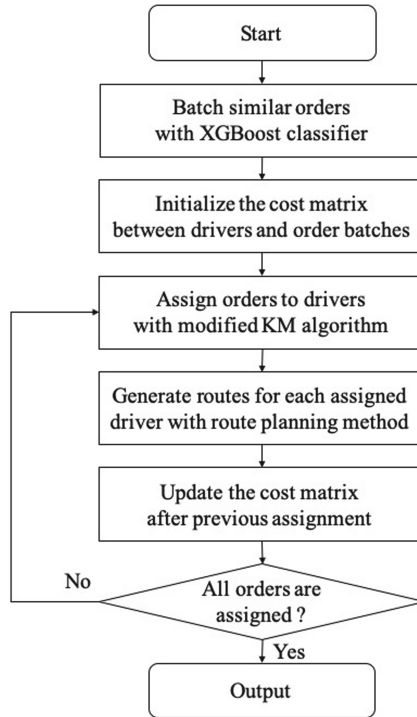 Start
Batch similar orders
with XGBoost classifier
Initialize the cost matrix
between drivers and order batches
Assign orders to drivers
with modified KM algorithm
Generate routes for each assigned
driver with route planning method
Update the cost matrix
after previous assignment
No
All orders are
assigned ?
Yes
Output